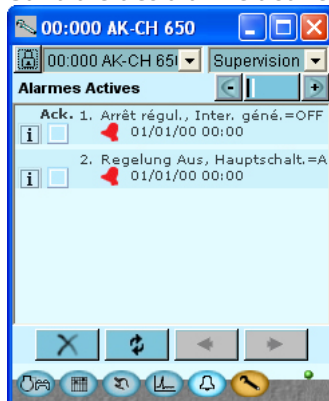 00:000 AK-CH 650
00:000 AK-CH 65 Supervision
Alarmes Actives
Ack. 1. Arrêt régul., Inter. géné.=OFF
01/01/00 00:00
2. Regelung Aus, Hauptschalt.=A
01/01/00 00:00